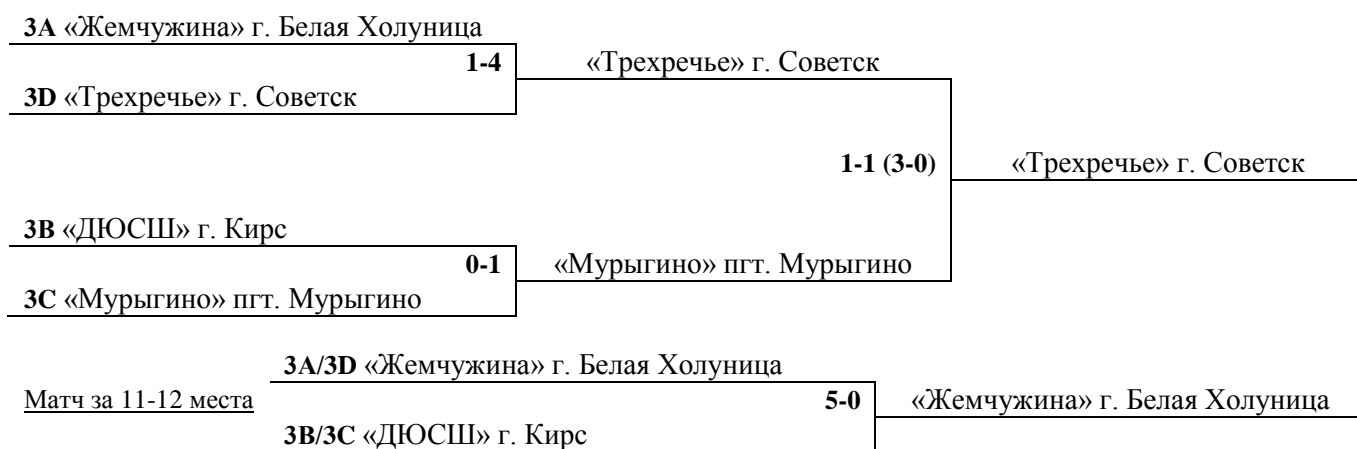 3A «Жемчужина» г. Белая Холуница
1-4
«Трехречье» г. Советск
3D «Трехречье» г. Советск
1-1 (3-0)
«Трехречье» г. Советск
3B «ДЮСШ» г. Кирс
0-1
«Мурыгино» пгт. Мурыгино
3C «Мурыгино» пгт. Мурыгино
3A/3D «Жемчужина» г. Белая Холуница
Матч за 11-12 места
5-0
«Жемчужина» г. Белая Холуница
3B/3C «ДЮСШ» г. Кирс